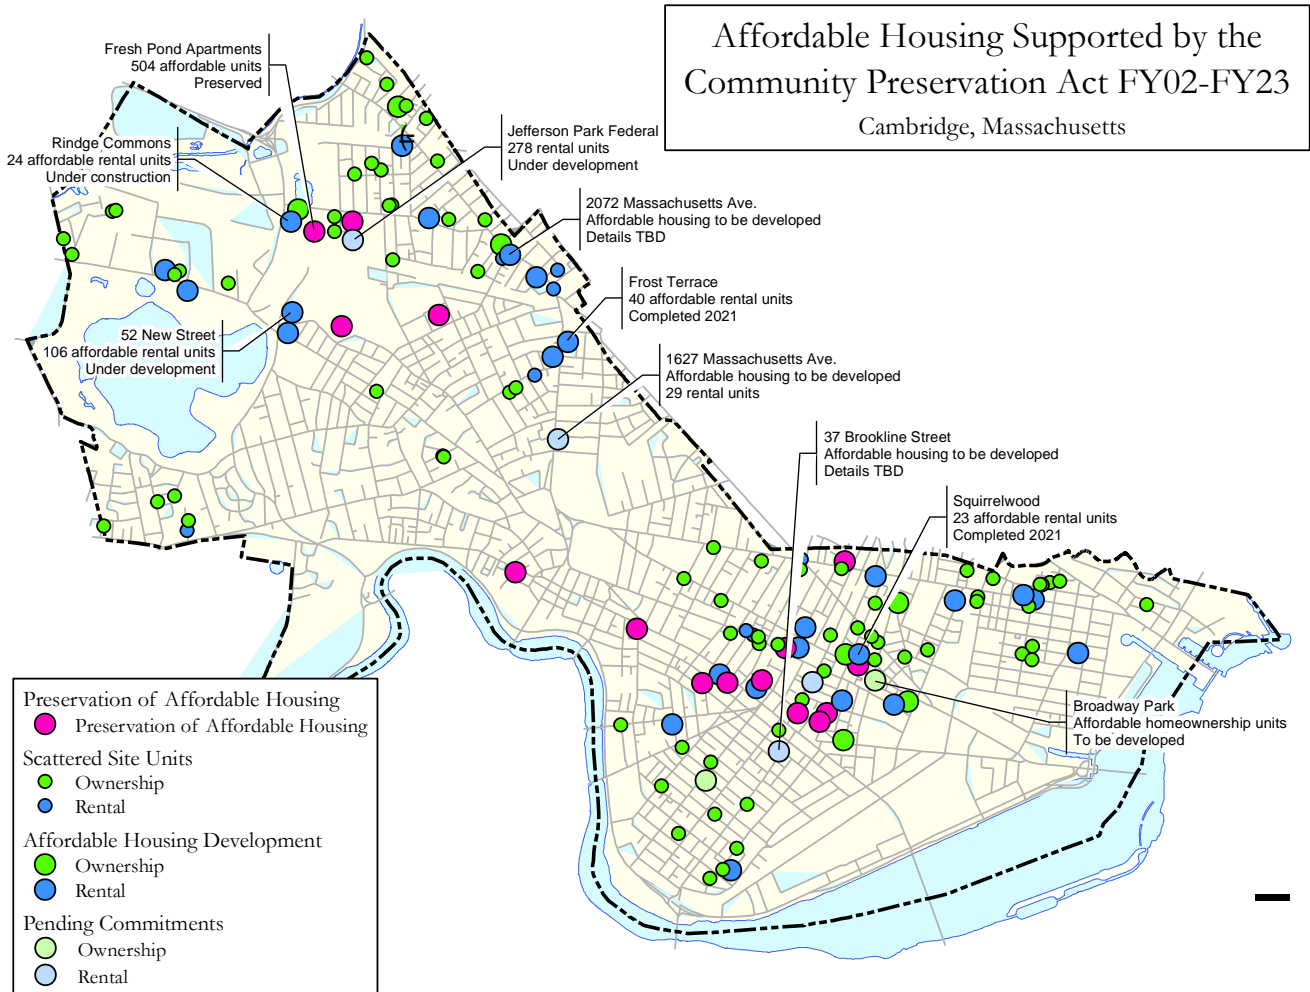 Affordable Housing Supported by the
Community Preservation Act FY02-FY23
Cambridge, Massachusetts
Fresh Pond Apartments
504 affordable units
Preserved
Rindge Commons
24 affordable rental units
Under construction
Jefferson Park Federal
278 rental units
Under development
2072 Massachusetts Ave.
Affordable housing to be developed
Details TBD
Frost Terrace
40 affordable rental units
Completed 2021
52 New Street
106 affordable rental units
Under development
1627 Massachusetts Ave.
Affordable housing to be developed
29 rental units
37 Brookline Street
Affordable housing to be developed
Details TBD
Squirrelwood
23 affordable rental units
Completed 2021
Broadway Park
Affordable homeownership units
To be developed
Preservation of Affordable Housing
Preservation of Affordable Housing
Scattered Site Units
Ownership
Rental
Affordable Housing Development
Ownership
Rental
Pending Commitments
Ownership
Rental